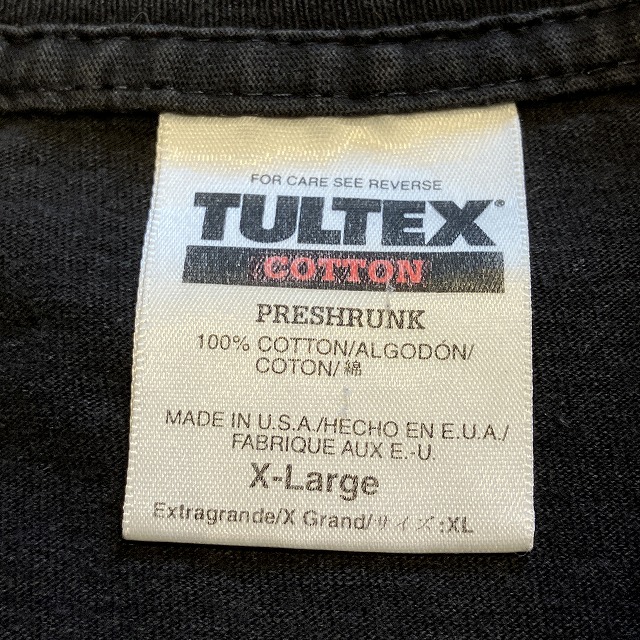 FOR CARE SEE REVERSE
TULTEX®
COTTON
PRESHRUNK
100% COTTON/ALGODÓN/
COTON/綿
MADE IN U.S.A./HECHO EN E.U.A./
FABRIQUE AUX E.-U.
X-Large
Extragrande/X Grand/サイズ:XL